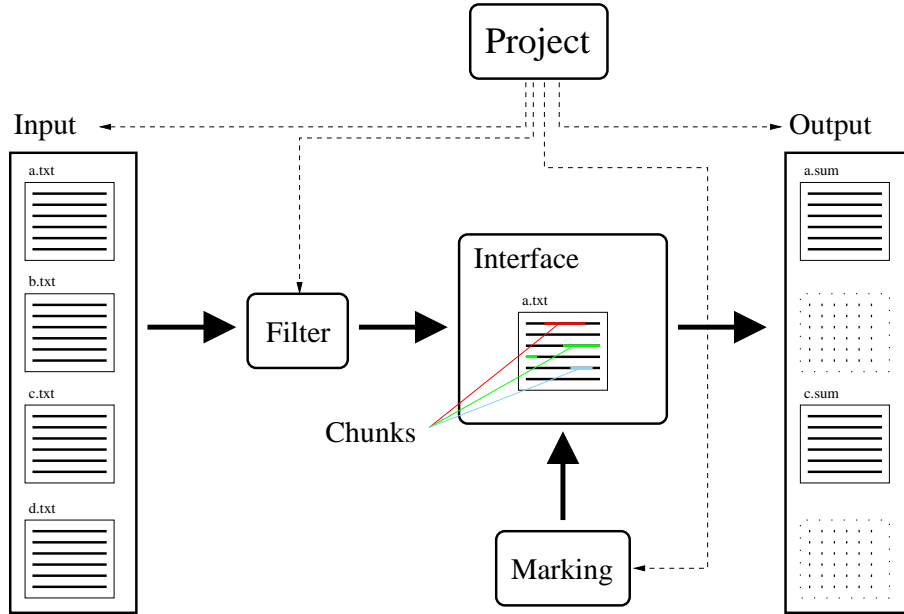 Project
Input
Output
a.txt
a.sum
Interface
b.txt
a.txt
Filter
c.txt
c.sum
Chunks
d.txt
Marking